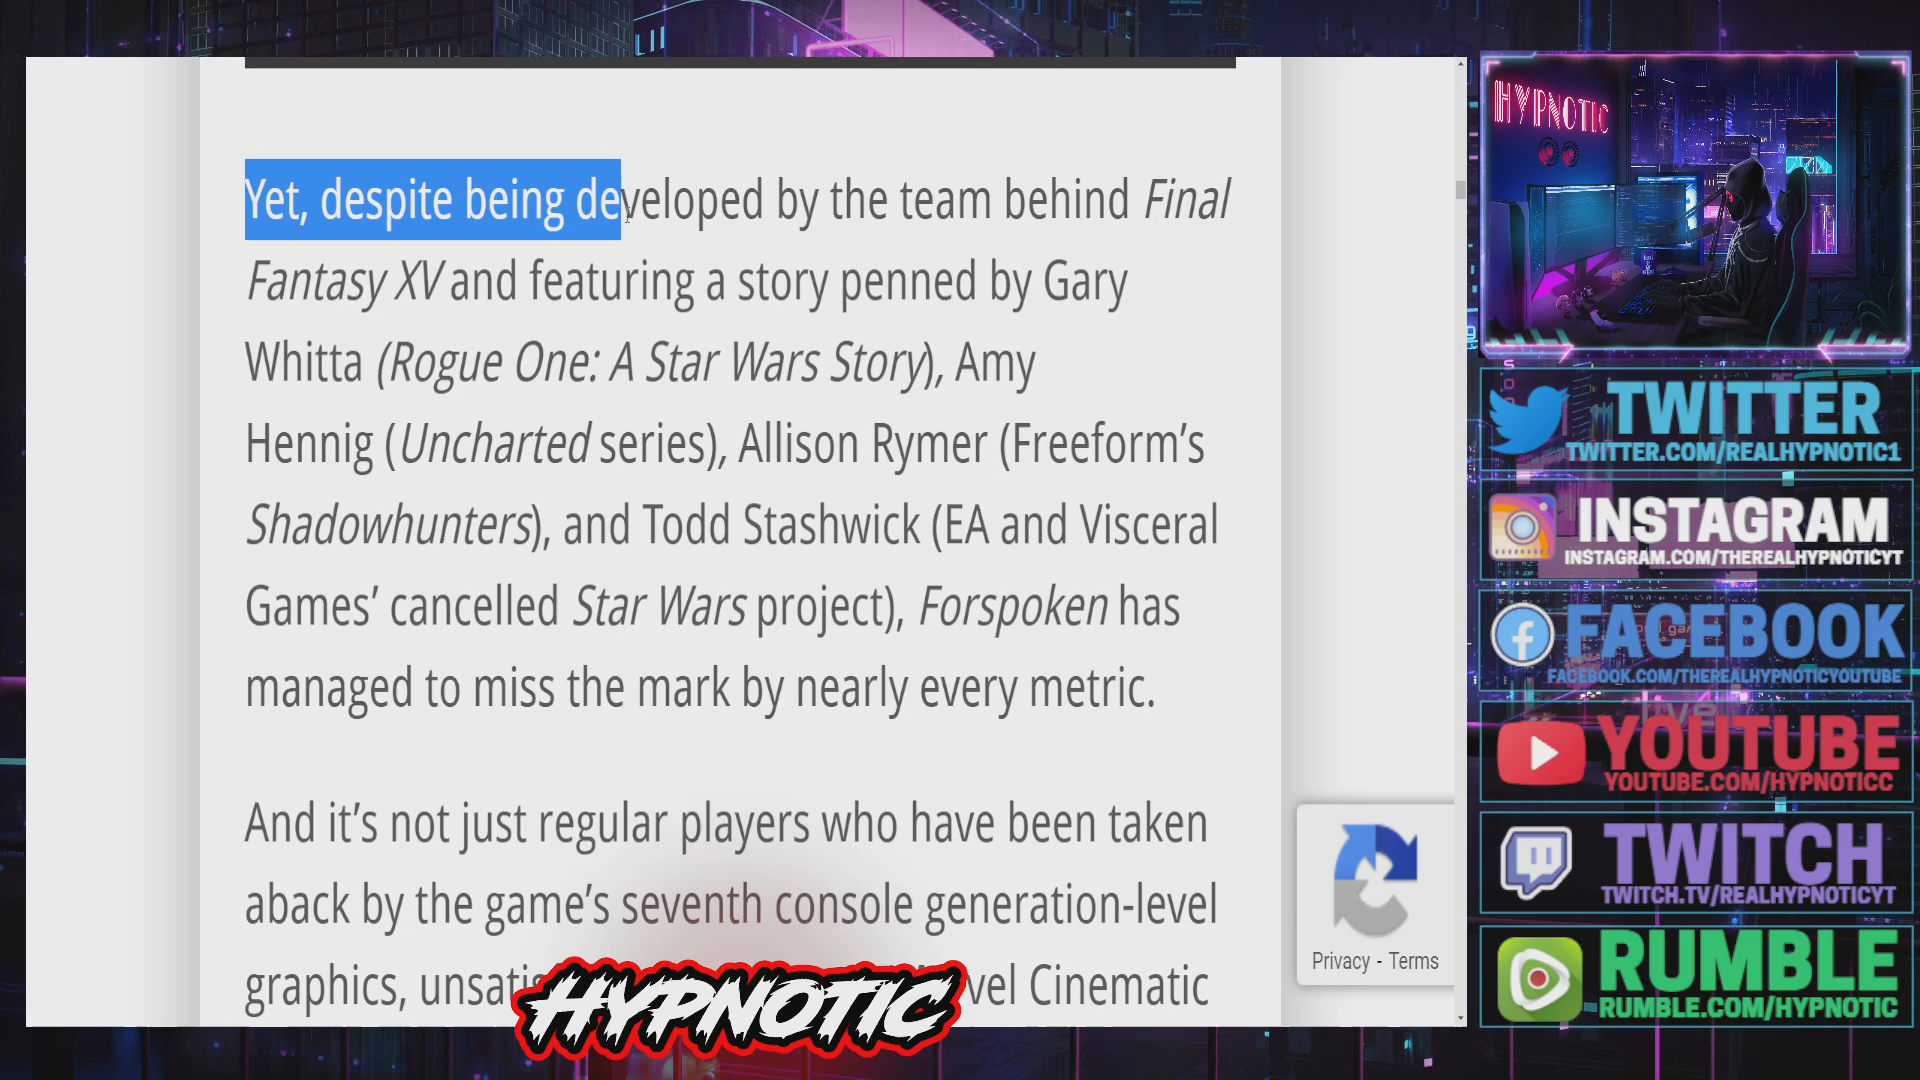 Yet, despite being developed by the team behind Final
Fantasy XV and featuring a story penned by Gary
Whitta (Rogue One: A Star Wars Story), Amy
Hennig (Uncharted series), Allison Rymer (Freeform’s
Shadowhunters), and Todd Stashwick (EA and Visceral
Games’ cancelled Star Wars project), Forspoken has
managed to miss the mark by nearly every metric.
And it’s not just regular players who have been taken
aback by the game’s seventh console generation-level
graphics, Cinematic
HYPNOTIC
Privacy - Terms
HYPNOTIC
TWITTER
TWITTER.COM/REALHYPNOTIC1
INSTAGRAM
INSTAGRAM.COM/THEREALHYPNOTICYT
FACEBOOK
FACEBOOK.COM/THEREALHYPNOTICYOUTUBE
YOUTUBE
YOUTUBE.COM/HYPNOTICC
TWITCH
TWITCH.TV/REALHYPNOTICYT
RUMBLE
RUMBLE.COM/HYPNOTIC